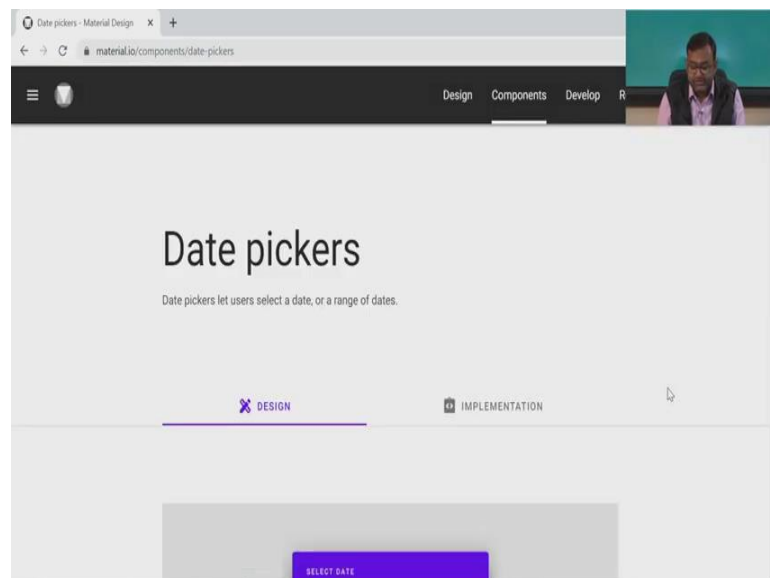 Date pickers - Material Design
material.io/components/date-pickers
Design Components Develop R
Date pickers
Date pickers let users select a date, or a range of dates.
DESIGN IMPLEMENTATION
SELECT DATE